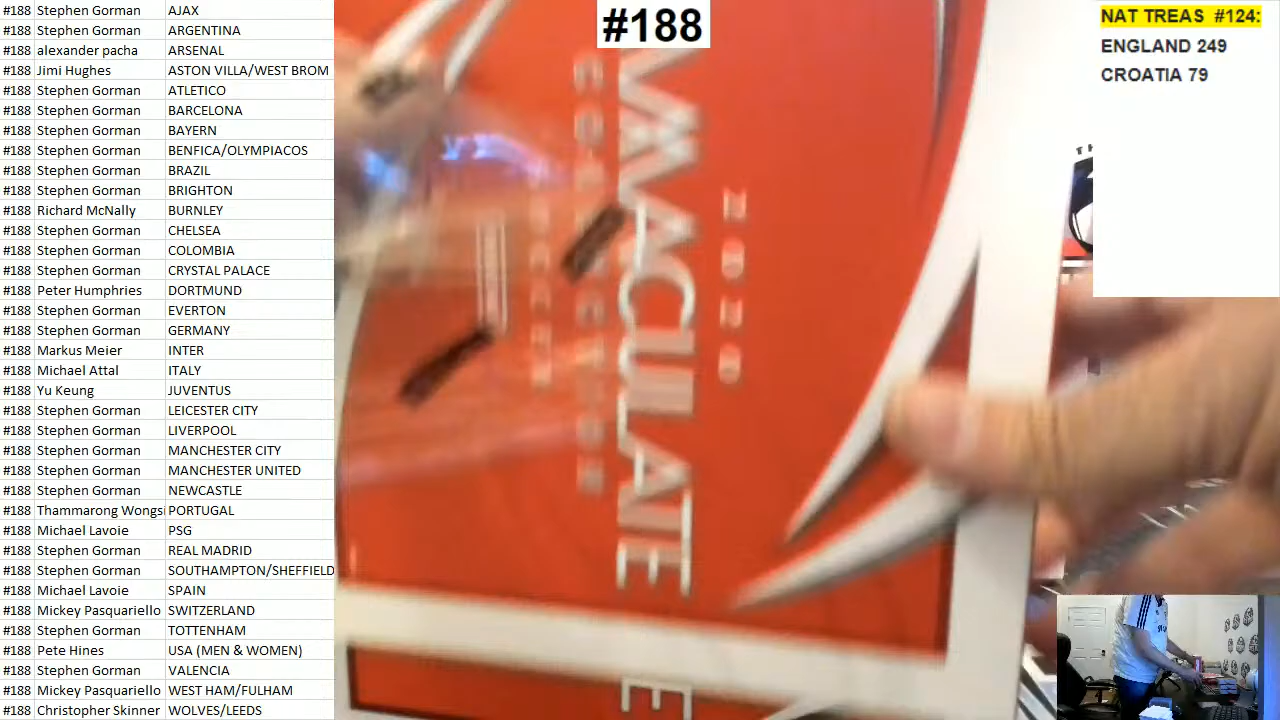 #188 Stephen Gorman AJAX
#188 Stephen Gorman ARGENTINA
#188 alexander pacha ARSENAL
#188 Jimi Hughes ASTON VILLA/WEST BROM
#188 Stephen Gorman ATLETICO
#188 Stephen Gorman BARCELONA
#188 Stephen Gorman BAYERN
#188 Stephen Gorman BENFICA/OLYMPIACOS
#188 Stephen Gorman BRAZIL
#188 Stephen Gorman BRIGHTON
#188 Richard McNally BURNLEY
#188 Stephen Gorman CHELSEA
#188 Stephen Gorman COLOMBIA
#188 Stephen Gorman CRYSTAL PALACE
#188 Peter Humphries DORTMUND
#188 Stephen Gorman EVERTON
#188 Stephen Gorman GERMANY
#188 Markus Meier INTER
#188 Michael Attal ITALY
#188 Yu Keung JUVENTUS
#188 Stephen Gorman LEICESTER CITY
#188 Stephen Gorman LIVERPOOL
#188 Stephen Gorman MANCHESTER CITY
#188 Stephen Gorman MANCHESTER UNITED
#188 Stephen Gorman NEWCASTLE
#188 Thammarong Wongsi PORTUGAL
#188 Michael Lavoie PSG
#188 Stephen Gorman REAL MADRID
#188 Stephen Gorman SOUTHAMPTON/SHEFFIELD
#188 Michael Lavoie SPAIN
#188 Mickey Pasquariello SWITZERLAND
#188 Stephen Gorman TOTTENHAM
#188 Pete Hines USA (MEN & WOMEN)
#188 Stephen Gorman VALENCIA
#188 Mickey Pasquariello WEST HAM/FULHAM
#188 Christopher Skinner WOLVES/LEEDS
#188
2020
IMMACULATE
COLLECTION
SOCCER
NAT TREAS #124:
ENGLAND 249
CROATIA 79